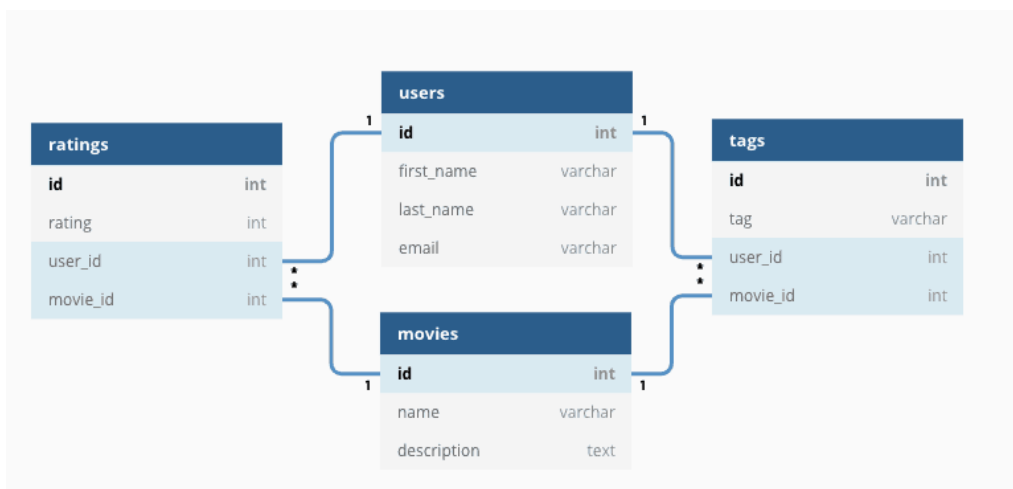 users
1
id int
1
first_name varchar
last_name varchar
email varchar
ratings
id int
rating int
user_id int
*
movie_id int
*
tags
id int
tag varchar
user_id int
*
movie_id int
*
movies
id int
1
1
name varchar
description text